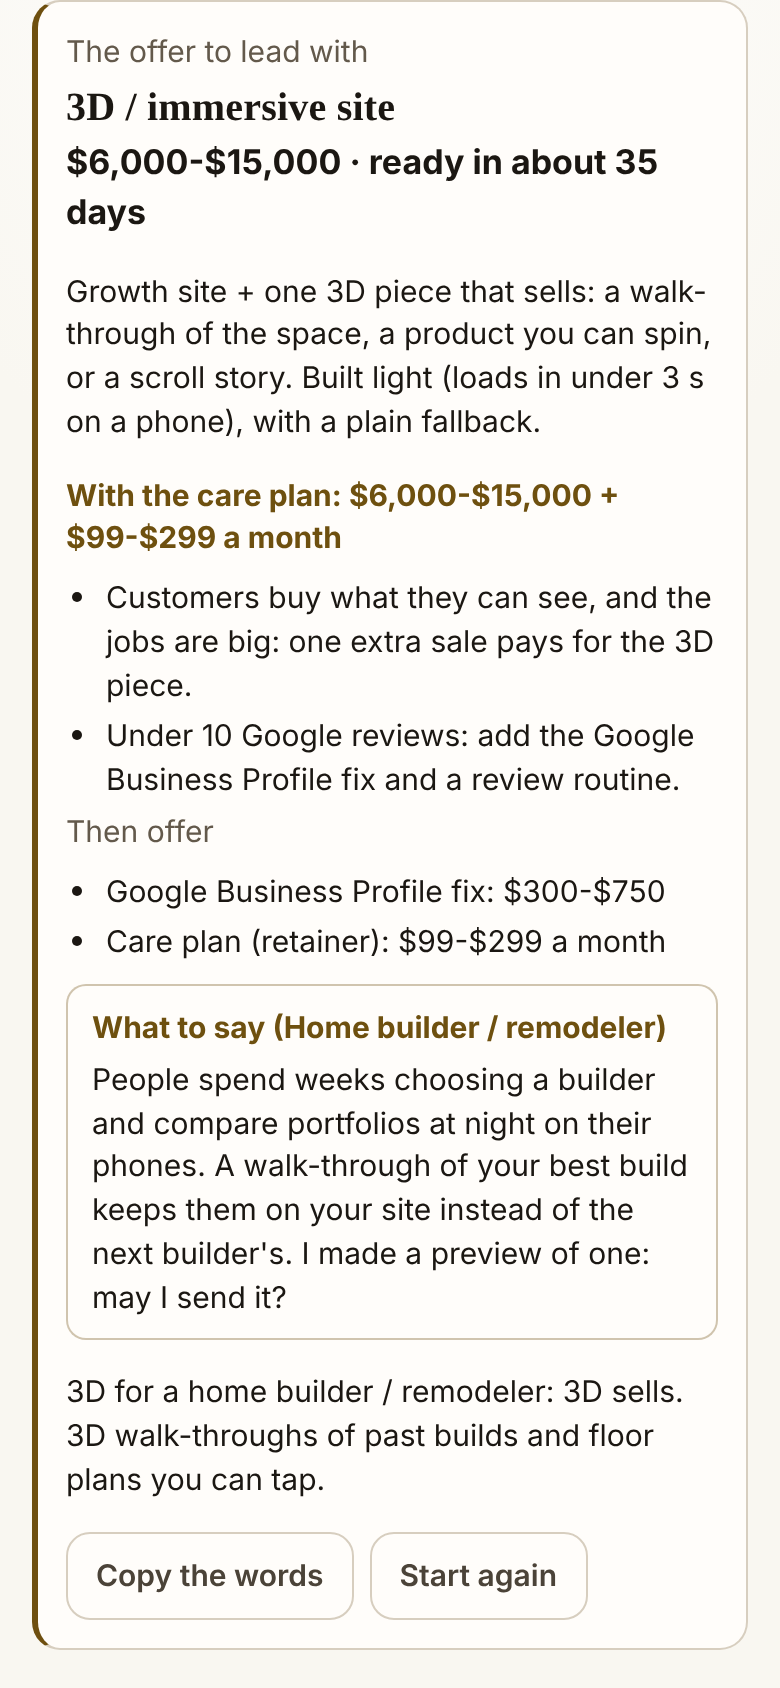 The offer to lead with
3D / immersive site
$6,000-$15,000 · ready in about 35
days
Growth site + one 3D piece that sells: a walk-
through of the space, a product you can spin,
or a scroll story. Built light (loads in under 3 s
on a phone), with a plain fallback.
With the care plan: $6,000-$15,000 +
$99-$299 a month
• Customers buy what they can see, and the
jobs are big: one extra sale pays for the 3D
piece.
• Under 10 Google reviews: add the Google
Business Profile fix and a review routine.
Then offer
• Google Business Profile fix: $300-$750
• Care plan (retainer): $99-$299 a month
What to say (Home builder / remodeler)
People spend weeks choosing a builder
and compare portfolios at night on their
phones. A walk-through of your best build
keeps them on your site instead of the
next builder's. I made a preview of one:
may I send it?
3D for a home builder / remodeler: 3D sells.
3D walk-throughs of past builds and floor
plans you can tap.
Copy the words
Start again